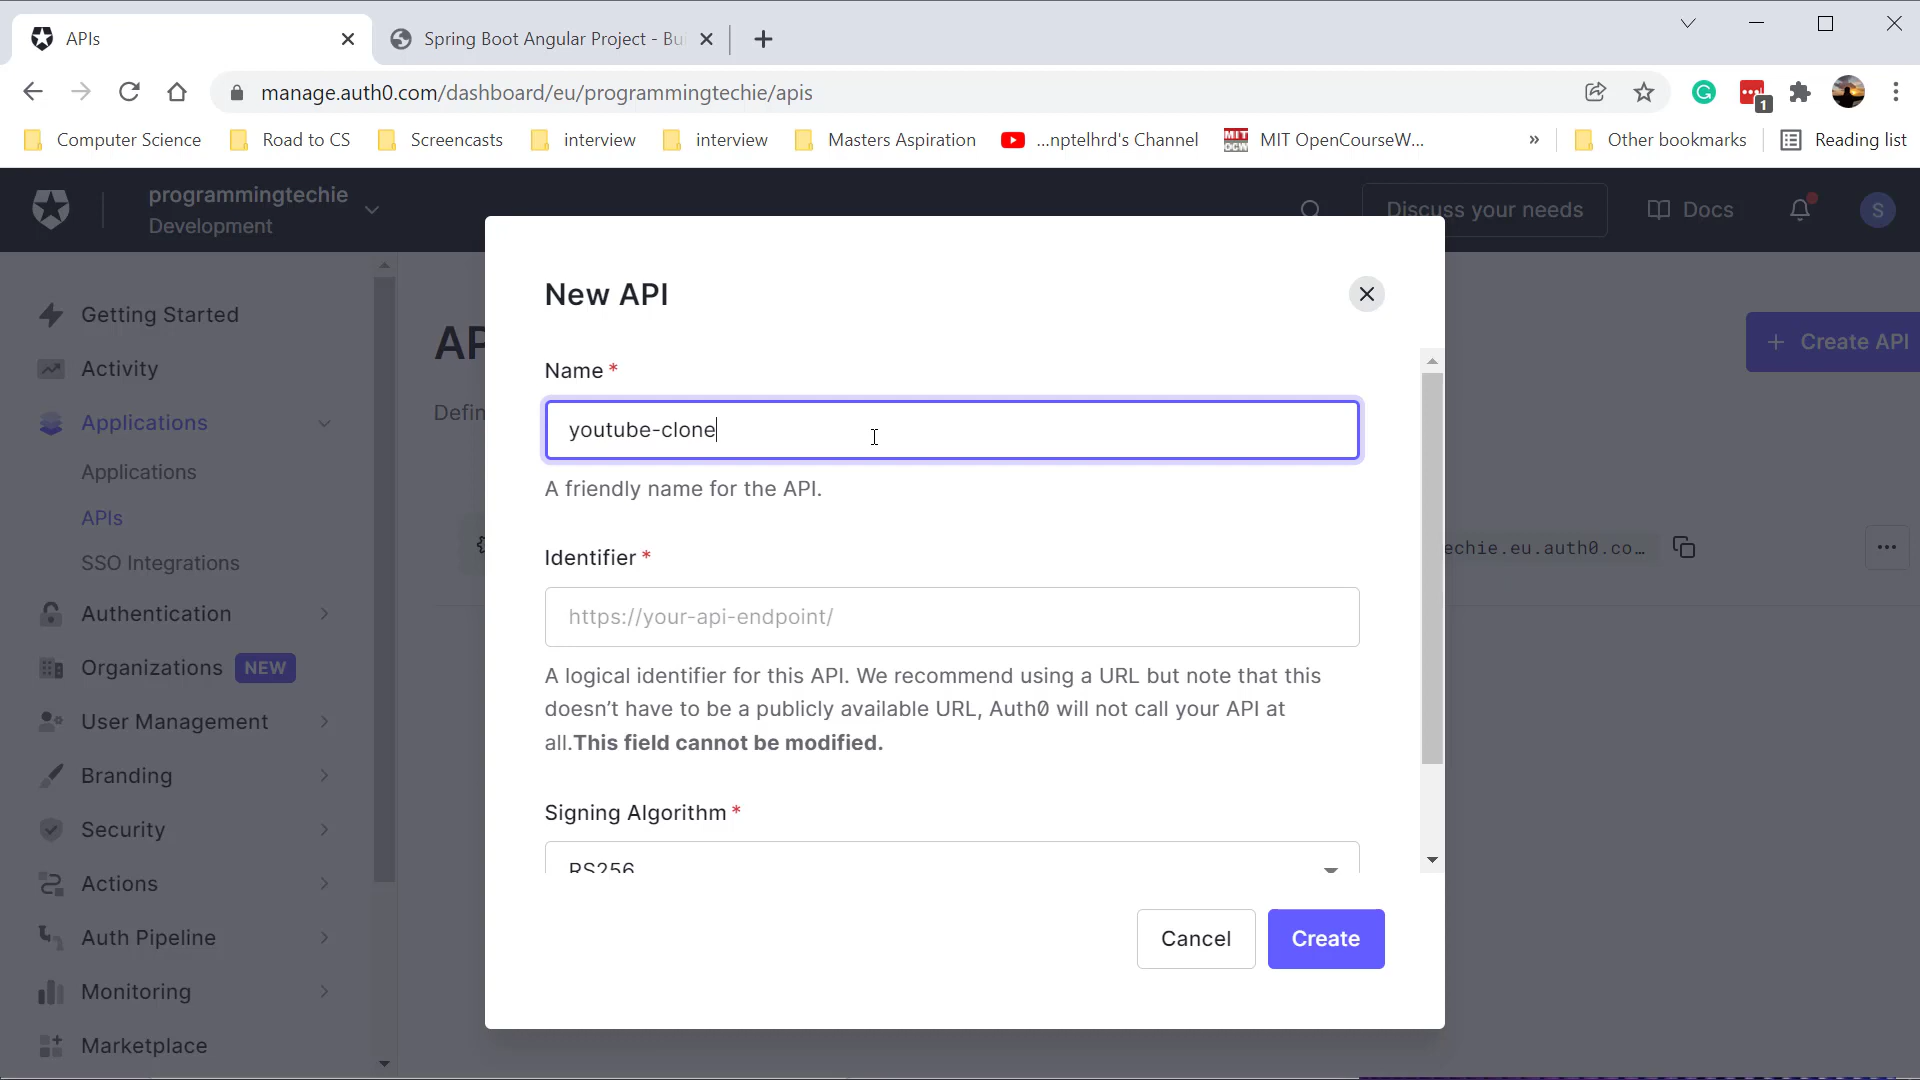 APIs
Spring Boot Angular Project - Bu
manage.auth0.com/dashboard/eu/programmingtechie/apis
1
Computer Science
Road to CS
Screencasts
interview
interview
Masters Aspiration
...nptelhrd's Channel
MIT OpenCourseW...
»
Other bookmarks
Reading list
programmingtechie
Development
Discuss your needs
Docs
S
Getting Started
Activity
Applications
Applications
APIs
SSO Integrations
Authentication
Organizations NEW
User Management
Branding
Security
Actions
Auth Pipeline
Monitoring
Marketplace
AP
+ Create API
Defin
echie.eu.auth0.co...
New API
Name *
youtube-clone
A friendly name for the API.
Identifier *
https://your-api-endpoint/
A logical identifier for this API. We recommend using a URL but note that this
doesn’t have to be a publicly available URL, Auth0 will not call your API at
all.This field cannot be modified.
Signing Algorithm *
RS256
Cancel
Create